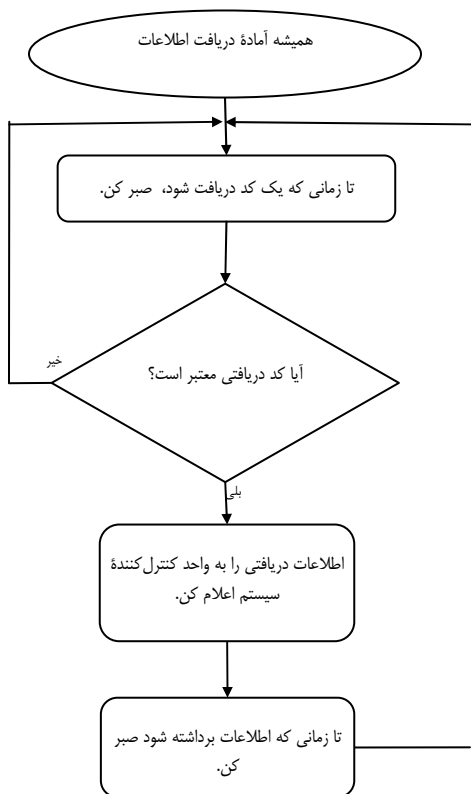 همیشه آمادهٔ دریافت اطلاعات
تا زمانی که یک کد دریافت شود، صبر کن.
آیا کد دریافتی معتبر است؟
خیر
بلی
اطلاعات دریافتی را به واحد کنترل‌کنندهٔ
سیستم اعلام کن.
تا زمانی که اطلاعات برداشته شود صبر
کن.